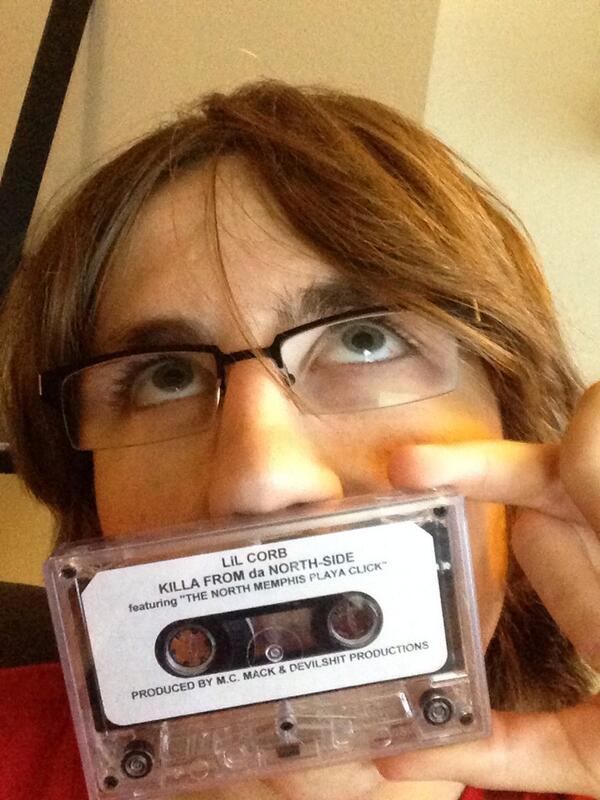 LIL CORB
KILLA FROM da NORTH-SIDE
featuring "THE NORTH MEMPHIS PLAYA CLICK"
PRODUCED BY M.C. MACK & DEVILSHIT PRODUCTIONS